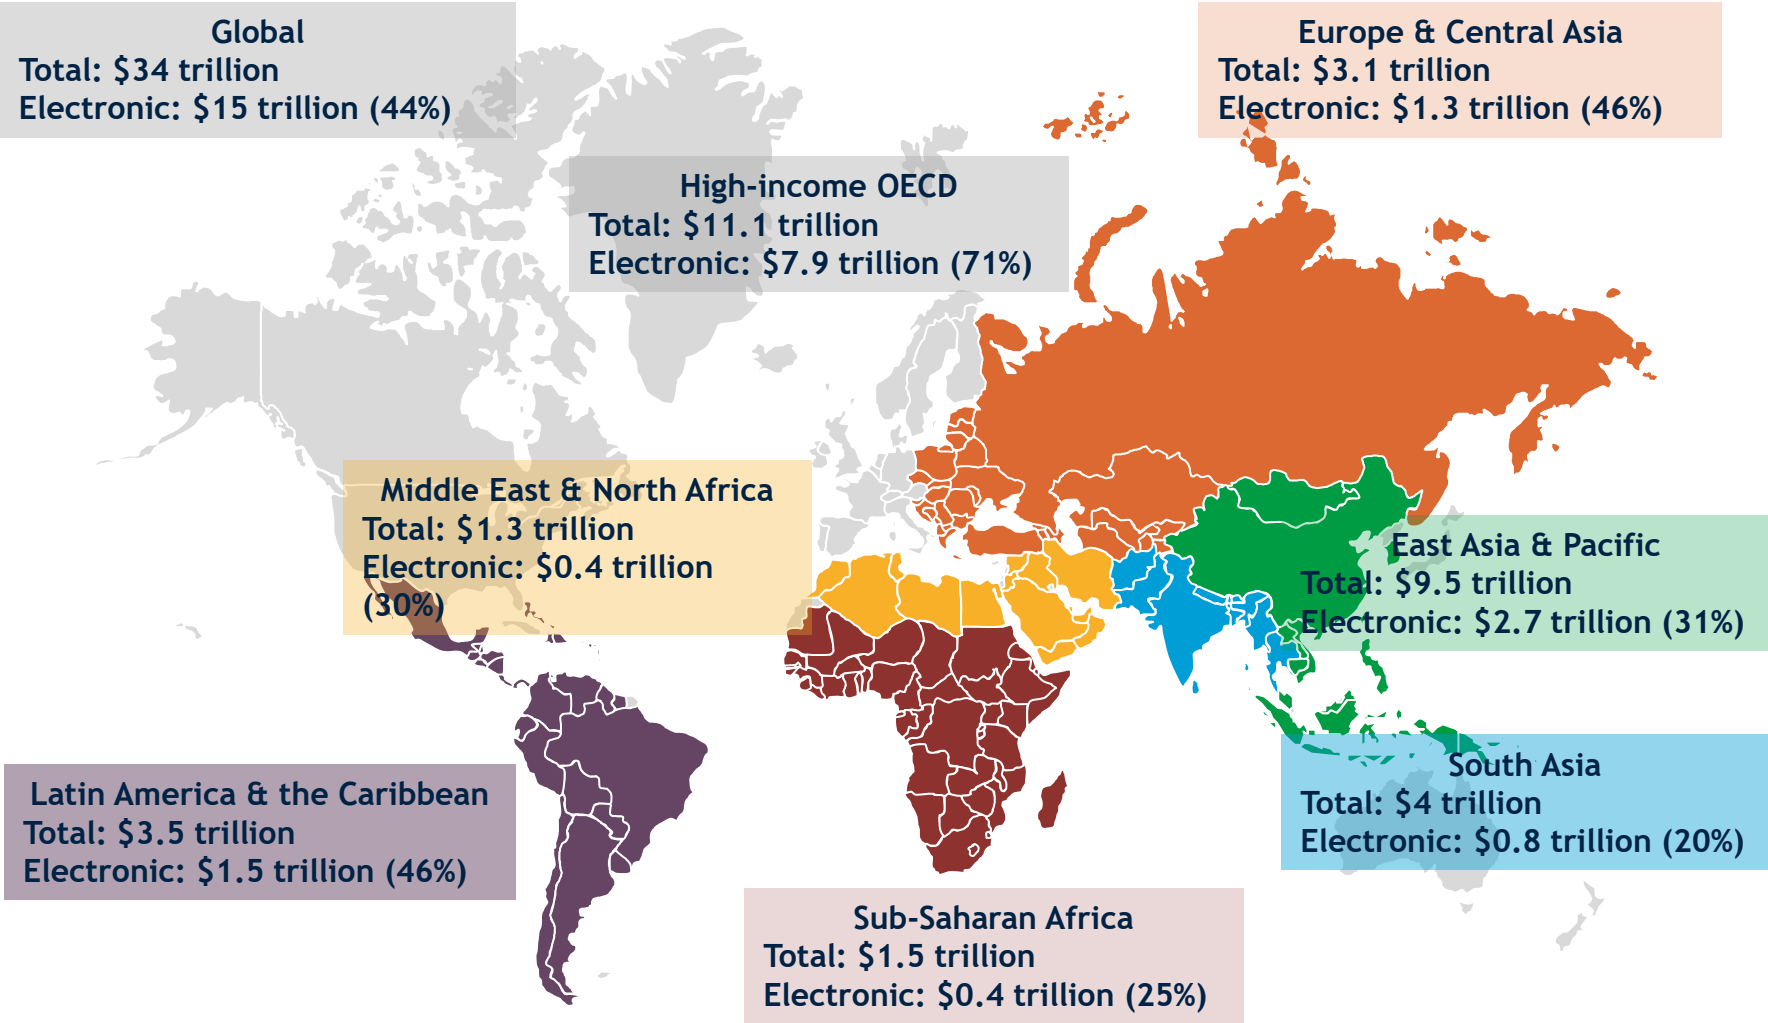 Global
Total: $34 trillion
Electronic: $15 trillion (44%)
Europe & Central Asia
Total: $3.1 trillion
Electronic: $1.3 trillion (46%)
High-income OECD
Total: $11.1 trillion
Electronic: $7.9 trillion (71%)
Middle East & North Africa
Total: $1.3 trillion
Electronic: $0.4 trillion
(30%)
East Asia & Pacific
Total: $9.5 trillion
Electronic: $2.7 trillion (31%)
Latin America & the Caribbean
Total: $3.5 trillion
Electronic: $1.5 trillion (46%)
South Asia
Total: $4 trillion
Electronic: $0.8 trillion (20%)
Sub-Saharan Africa
Total: $1.5 trillion
Electronic: $0.4 trillion (25%)